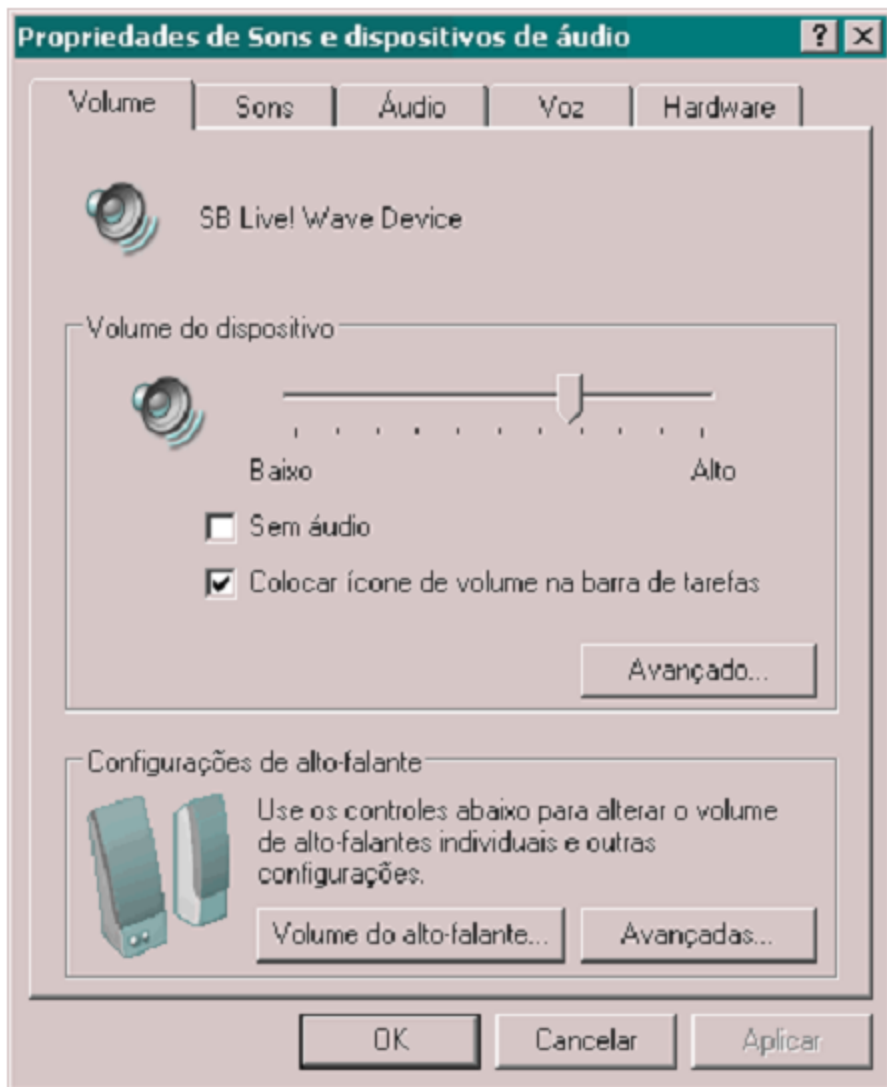 Propriedades de Sons e dispositivos de áudio
Volume Sons Áudio Voz Hardware
SB Live! Wave Device
Volume do dispositivo
Baixo Alto
Sem áudio
Colocar ícone de volume na barra de tarefas
Avançado...
Configurações de alto-falante
Use os controles abaixo para alterar o volume
de alto-falantes individuais e outras
configurações.
Volume do alto-falante... Avançadas...
OK Cancelar Aplicar